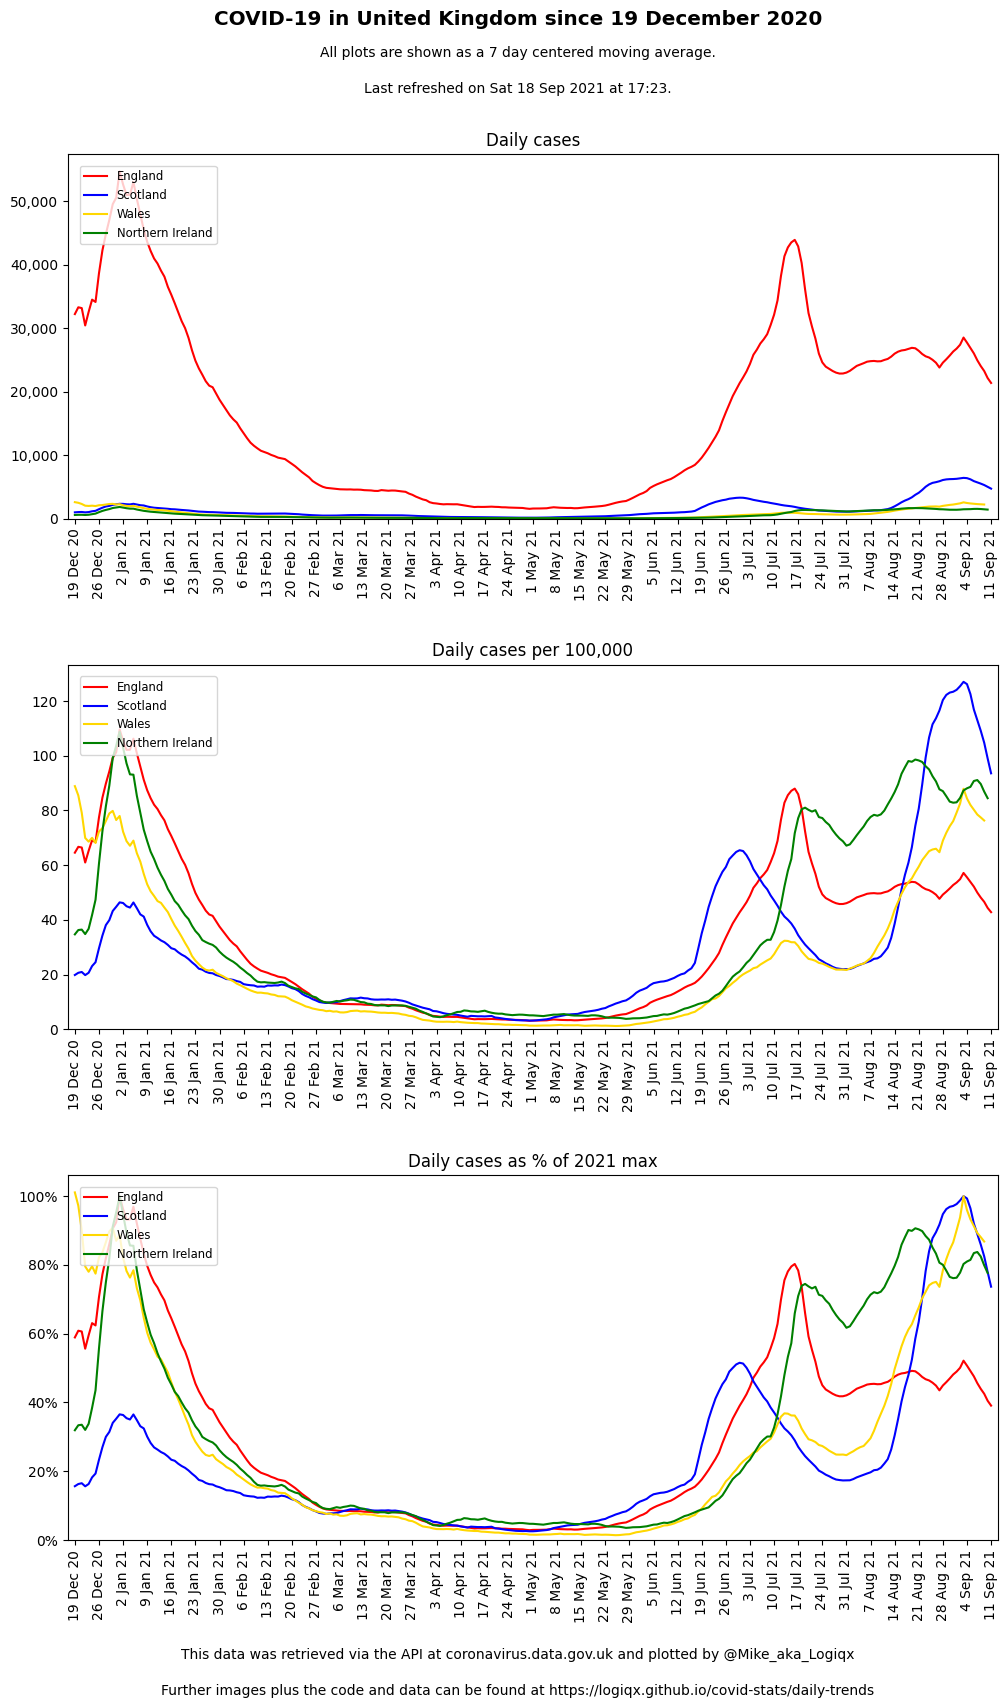 COVID-19 in United Kingdom since 19 December 2020
All plots are shown as a 7 day centered moving average.
Last refreshed on Sat 18 Sep 2021 at 17:23.
Daily cases
England
Scotland
Wales
Northern Ireland
50,000
40,000
30,000
20,000
10,000
0
19 Dec 20
26 Dec 20
2 Jan 21
9 Jan 21
16 Jan 21
23 Jan 21
30 Jan 21
6 Feb 21
13 Feb 21
20 Feb 21
27 Feb 21
6 Mar 21
13 Mar 21
20 Mar 21
27 Mar 21
3 Apr 21
10 Apr 21
17 Apr 21
24 Apr 21
1 May 21
8 May 21
15 May 21
22 May 21
29 May 21
5 Jun 21
12 Jun 21
19 Jun 21
26 Jun 21
3 Jul 21
10 Jul 21
17 Jul 21
24 Jul 21
31 Jul 21
7 Aug 21
14 Aug 21
21 Aug 21
28 Aug 21
4 Sep 21
11 Sep 21
Daily cases per 100,000
England
Scotland
Wales
Northern Ireland
120
100
80
60
40
20
0
19 Dec 20
26 Dec 20
2 Jan 21
9 Jan 21
16 Jan 21
23 Jan 21
30 Jan 21
6 Feb 21
13 Feb 21
20 Feb 21
27 Feb 21
6 Mar 21
13 Mar 21
20 Mar 21
27 Mar 21
3 Apr 21
10 Apr 21
17 Apr 21
24 Apr 21
1 May 21
8 May 21
15 May 21
22 May 21
29 May 21
5 Jun 21
12 Jun 21
19 Jun 21
26 Jun 21
3 Jul 21
10 Jul 21
17 Jul 21
24 Jul 21
31 Jul 21
7 Aug 21
14 Aug 21
21 Aug 21
28 Aug 21
4 Sep 21
11 Sep 21
Daily cases as % of 2021 max
England
Scotland
Wales
Northern Ireland
100%
80%
60%
40%
20%
0%
19 Dec 20
26 Dec 20
2 Jan 21
9 Jan 21
16 Jan 21
23 Jan 21
30 Jan 21
6 Feb 21
13 Feb 21
20 Feb 21
27 Feb 21
6 Mar 21
13 Mar 21
20 Mar 21
27 Mar 21
3 Apr 21
10 Apr 21
17 Apr 21
24 Apr 21
1 May 21
8 May 21
15 May 21
22 May 21
29 May 21
5 Jun 21
12 Jun 21
19 Jun 21
26 Jun 21
3 Jul 21
10 Jul 21
17 Jul 21
24 Jul 21
31 Jul 21
7 Aug 21
14 Aug 21
21 Aug 21
28 Aug 21
4 Sep 21
11 Sep 21
This data was retrieved via the API at coronavirus.data.gov.uk and plotted by @Mike_aka_Logiqx
Further images plus the code and data can be found at https://logiqx.github.io/covid-stats/daily-trends